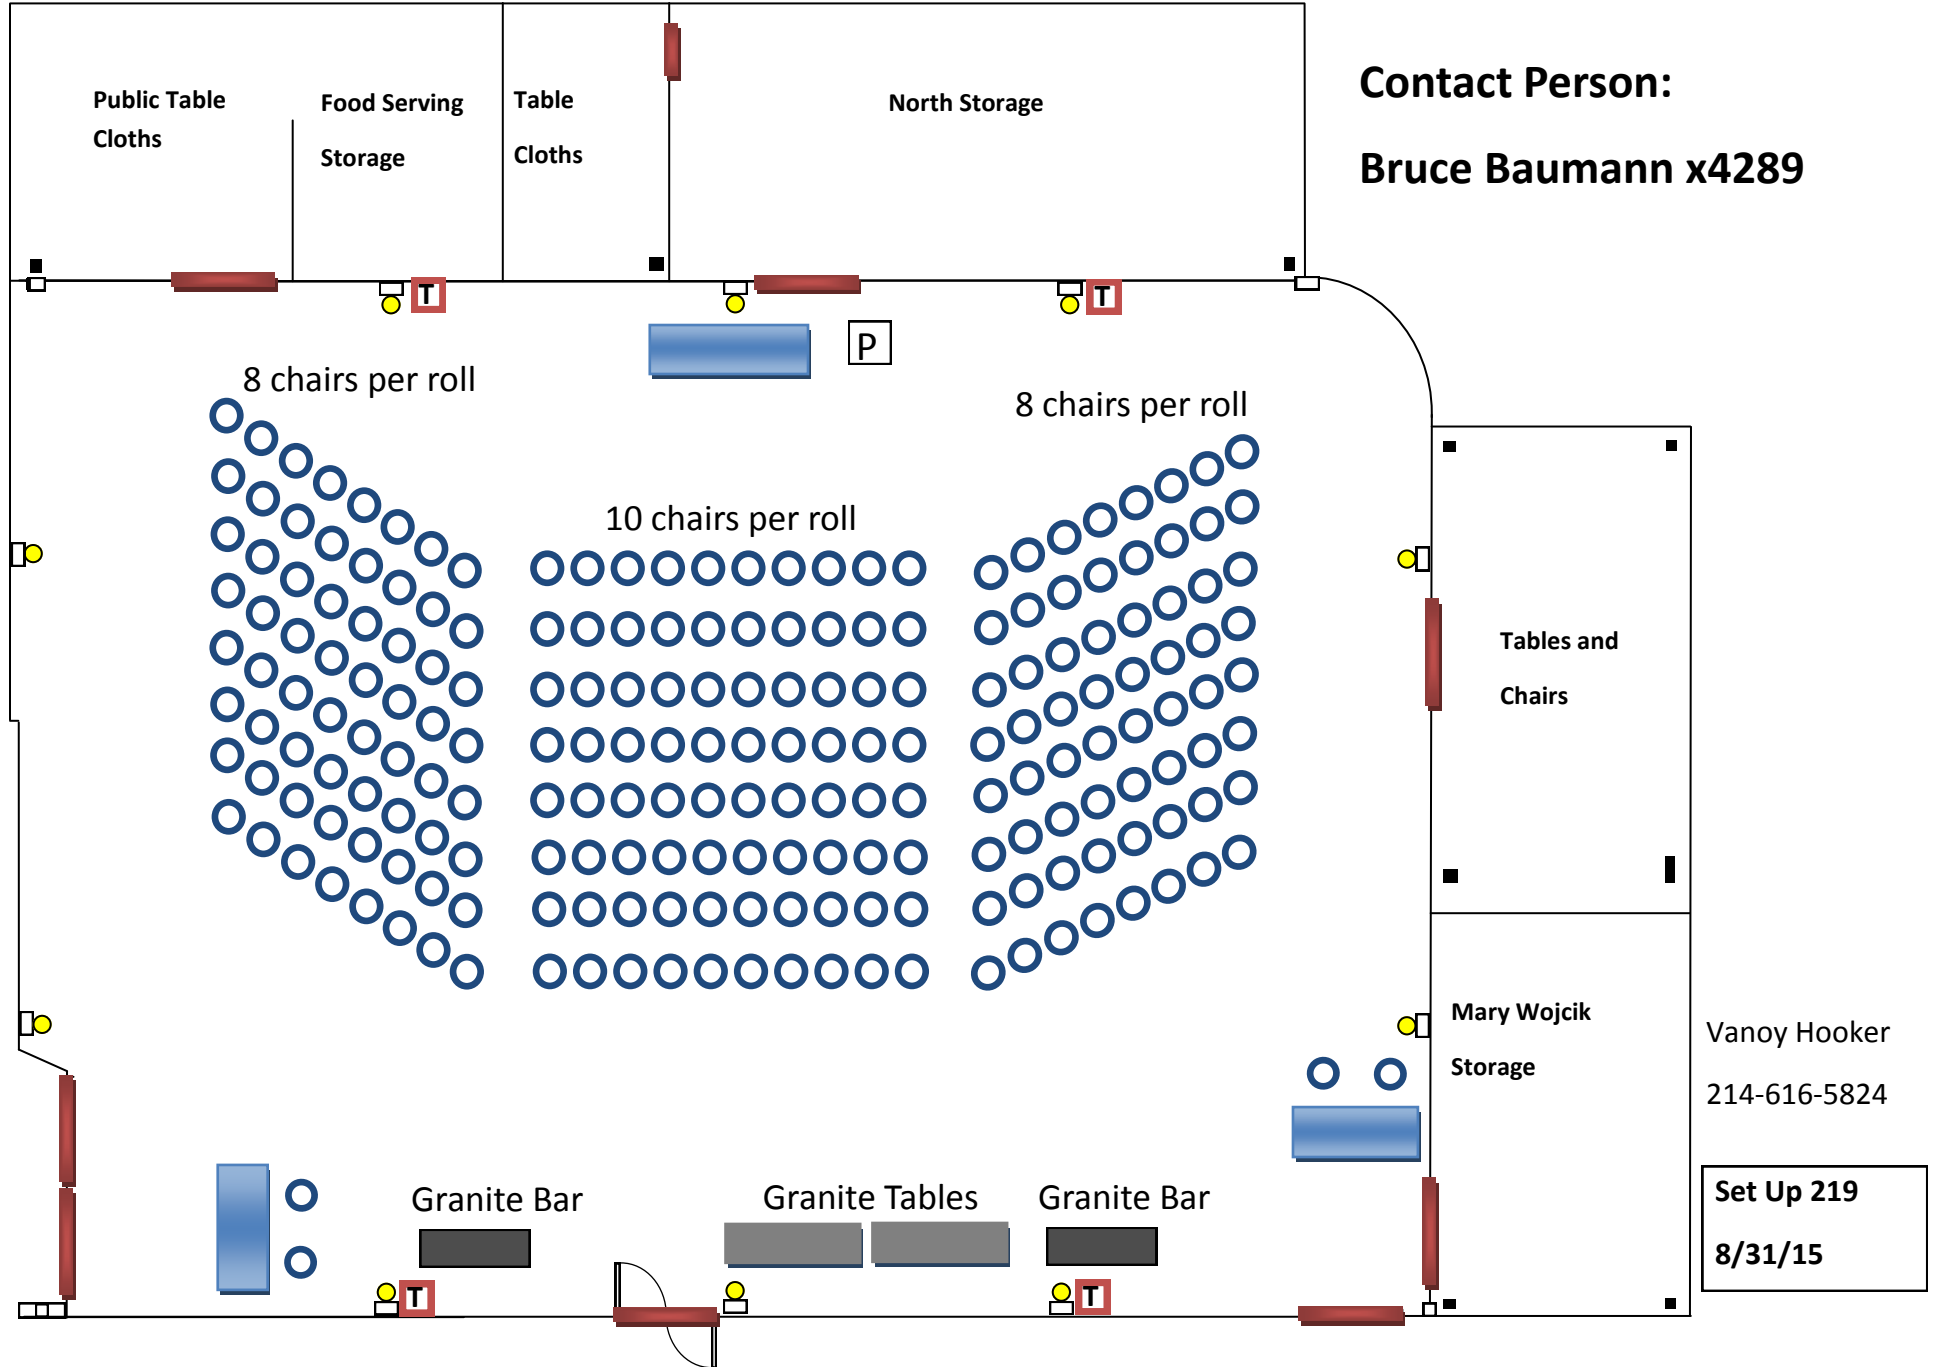 Public Table
Cloths
Food Serving
Storage
Table
Cloths
North Storage
Contact Person:
Bruce Baumann x4289
T
T
P
8 chairs per roll
8 chairs per roll
10 chairs per roll
Tables and
Chairs
Mary Wojcik
Storage
Vanoy Hooker
214-616-5824
Granite Bar
Granite Tables
Granite Bar
Set Up 219
8/31/15
T
T